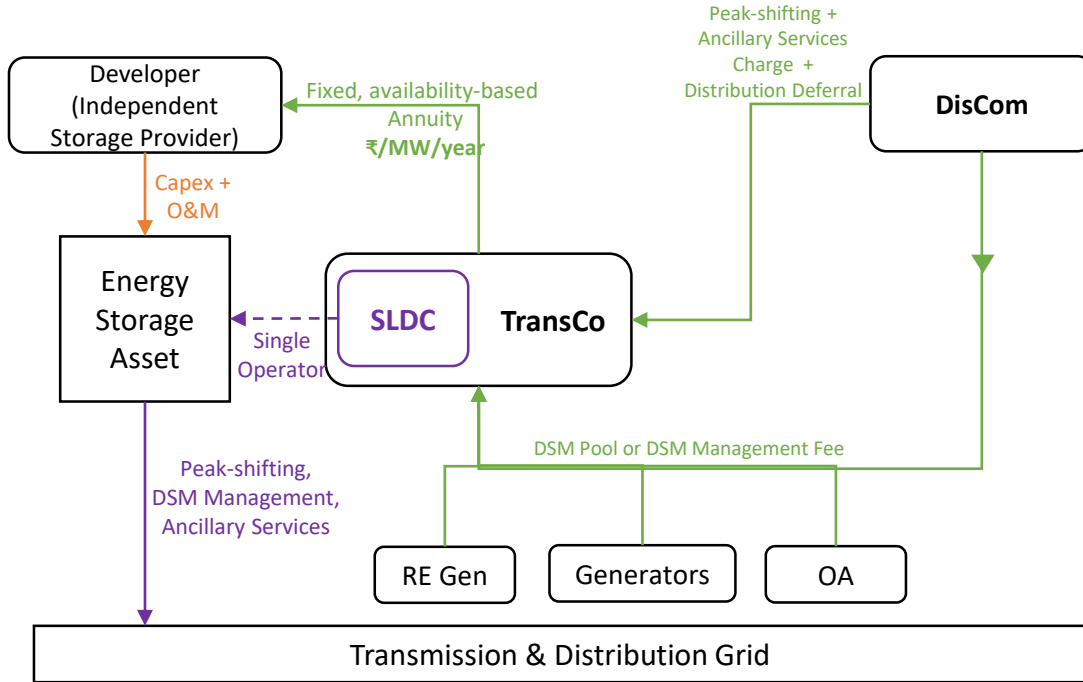 Peak-shifting +
Ancillary Services
Charge +
Distribution Deferral
Developer
(Independent
Storage Provider)
Fixed, availability-based
Annuity
₹/MW/year
DisCom
Capex +
O&M
Energy
Storage
Asset
SLDC
TransCo
Single
Operator
DSM Pool or DSM Management Fee
Peak-shifting,
DSM Management,
Ancillary Services
RE Gen
Generators
OA
Transmission & Distribution Grid